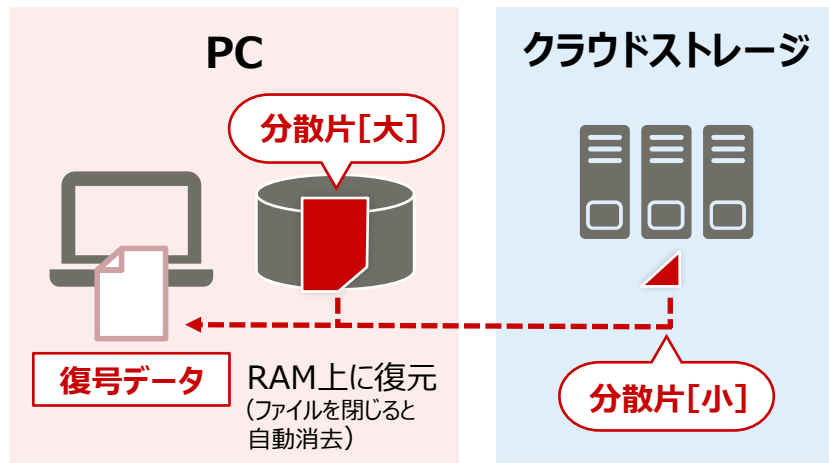 PC
クラウドストレージ
分散片[大]
復号データ
RAM上に復元
（ファイルを閉じると
自動消去）
分散片[小]